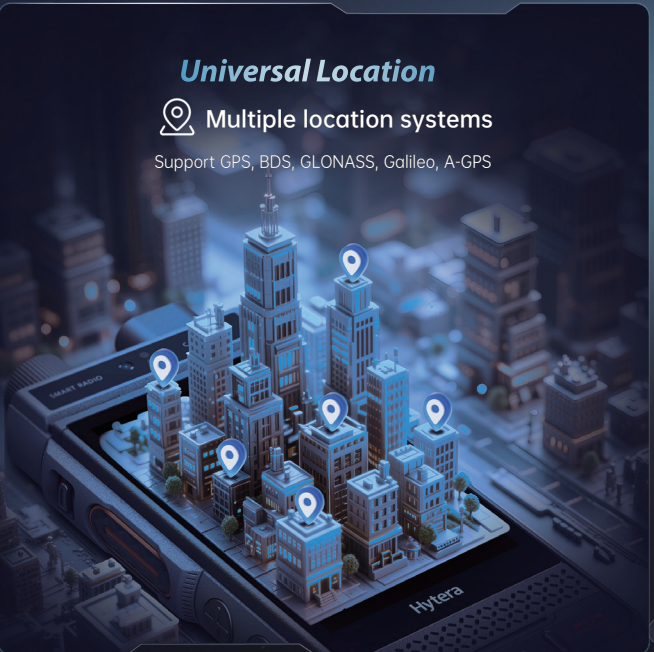 Universal Location
Multiple location systems
Support GPS, BDS, GLONASS, Galileo, A-GPS
SMART RADIO
Hytera